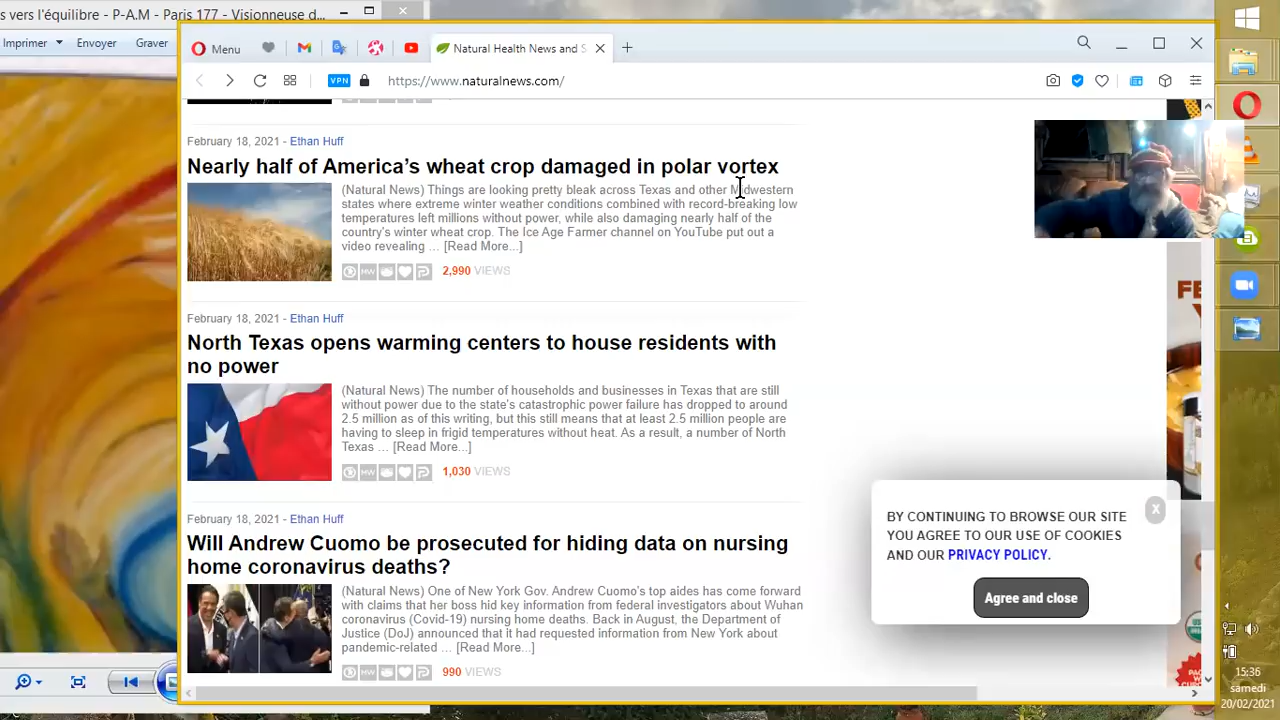 s vers l'équilibre - P-A.M - Paris 177 - Visionneuse d...
Imprimer Envoyer Graver
Menu
Natural Health News and S
VPN https://www.naturalnews.com/
February 18, 2021 - Ethan Huff
Nearly half of America's wheat crop damaged in polar vortex
(Natural News) Things are looking pretty bleak across Texas and other Midwestern
states where extreme winter weather conditions combined with record-breaking low
temperatures left millions without power, while also damaging nearly half of the
country's winter wheat crop. The Ice Age Farmer channel on YouTube put out a
video revealing ... [Read More...]
MW
2,990 VIEWS
February 18, 2021 - Ethan Huff
North Texas opens warming centers to house residents with
no power
(Natural News) The number of households and businesses in Texas that are still
without power due to the state's catastrophic power failure has dropped to around
2.5 million as of this writing, but this still means that at least 2.5 million people are
having to sleep in frigid temperatures without heat. As a result, a number of North
Texas ... [Read More...]
MW
1,030 VIEWS
February 18, 2021 - Ethan Huff
Will Andrew Cuomo be prosecuted for hiding data on nursing
home coronavirus deaths?
(Natural News) One of New York Gov. Andrew Cuomo's top aides has come forward
with claims that her boss hid key information from federal investigators about Wuhan
coronavirus (Covid-19) nursing home deaths. Back in August, the Department of
Justice (DoJ) announced that it had requested information from New York about
pandemic-related ... [Read More...]
MW
990 VIEWS
FE
X
BY CONTINUING TO BROWSE OUR SITE
YOU AGREE TO OUR USE OF COOKIES
AND OUR PRIVACY POLICY.
Agree and close
15:36
samedi
20/02/2021